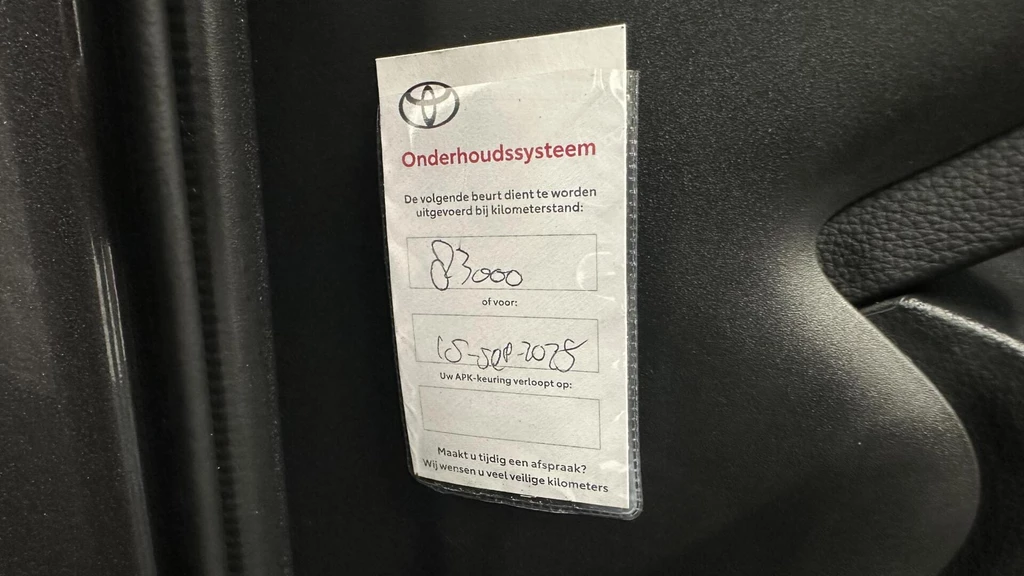 Onderhoudssysteem
De volgende beurt dient te worden
uitgevoerd bij kilometerstand:
83000
of voor:
15-sep-2025
Uw APK-keuring verloopt op:
Maakt u tijdig een afspraak?
Wij wensen u veel veilige kilometers